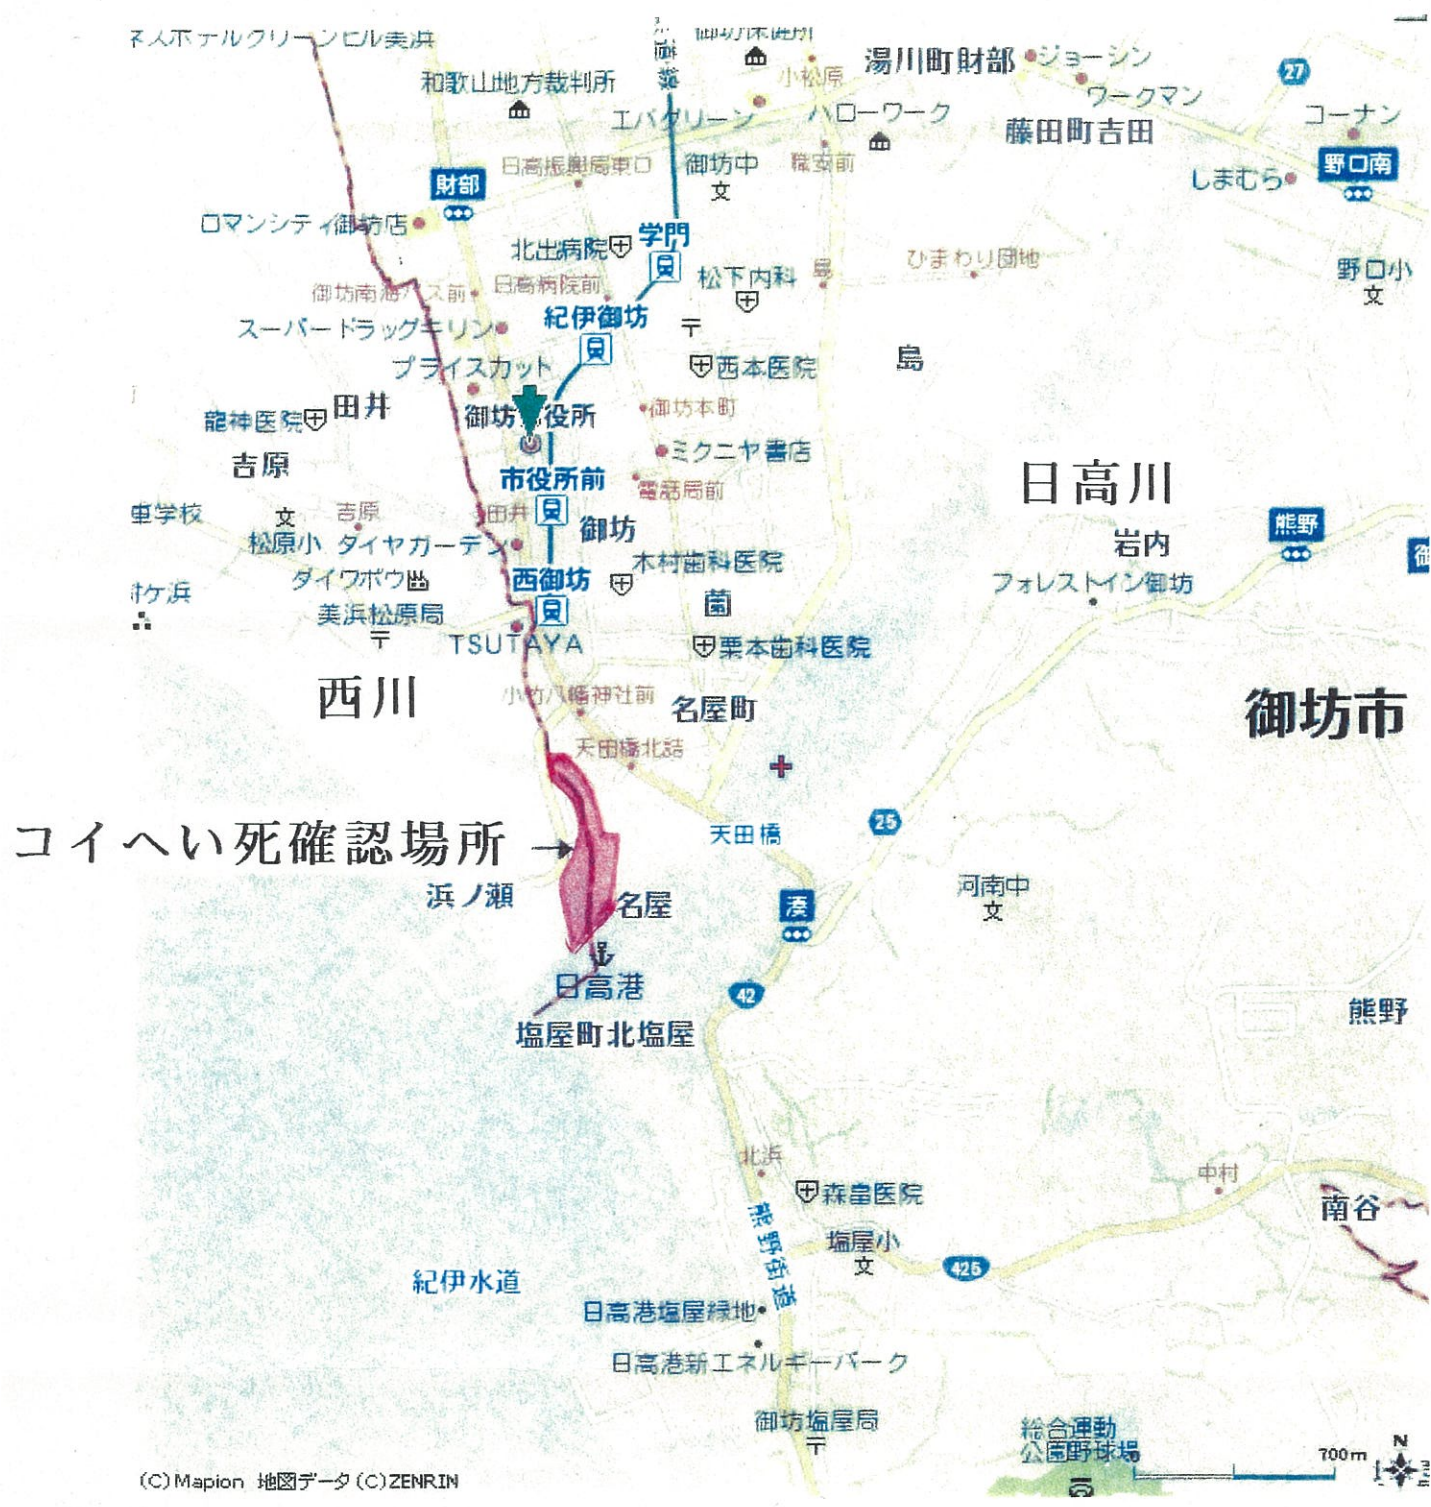 御坊保健所
和歌山地方裁判所
小松原
湯川町財部
ジョーシン
27
ワークマン
エバグリーン
ハローワーク
藤田町吉田
コーナン
日高振興局東口
御坊中
文
職安前
財部
しまむら
野口南
ロマンシティ御坊店
北出病院
学門
松下内科
島
ひまわり団地
野口小
文
御坊南海バス前
日高病院前
スーパードラッグキリン
紀伊御坊
〒
プライスカット
西本医院
島
龍神医院
田井
御坊市役所
御坊本町
吉原
ミクニヤ書店
市役所前
電話局前
日高川
文
吉原
田井
御坊
熊野
岩内
松原小
ダイヤガーデン
木村歯科医院
ダイワボウ
西御坊
フォレストイン御坊
薗
美浜松原局
〒
TSUTAYA
栗本歯科医院
西川
小竹八幡神社前
名屋町
御坊市
天田橋北詰
コイへい死確認場所
天田橋
25
浜ノ瀬
名屋
湊
河南中
文
日高港
42
塩屋町北塩屋
熊野
北浜
中村
森畠医院
南谷
熊野街道
塩屋小
文
425
紀伊水道
日高港塩屋緑地
日高港新エネルギーパーク
御坊塩屋局
〒
総合運動
公園野球場
700m
N
(C)Mapion 地図データ(C)ZENRIN